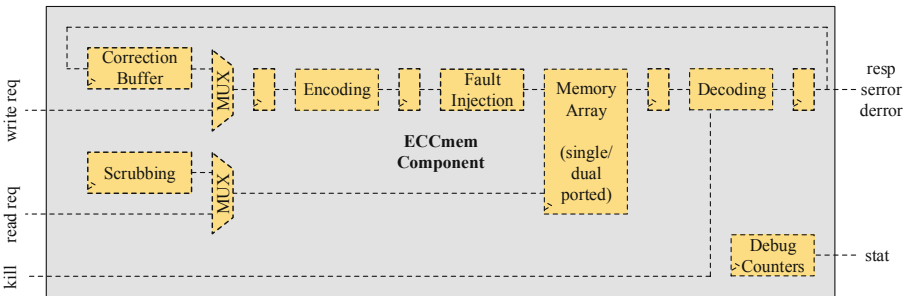 Correction
Buffer
MUX
Encoding
Fault
Injection
Memory
Array
(single/
dual
ported)
Decoding
resp
serror
derror
write req
ECCmem
Component
Scrubbing
MUX
read req
Debug
Counters
stat
kill